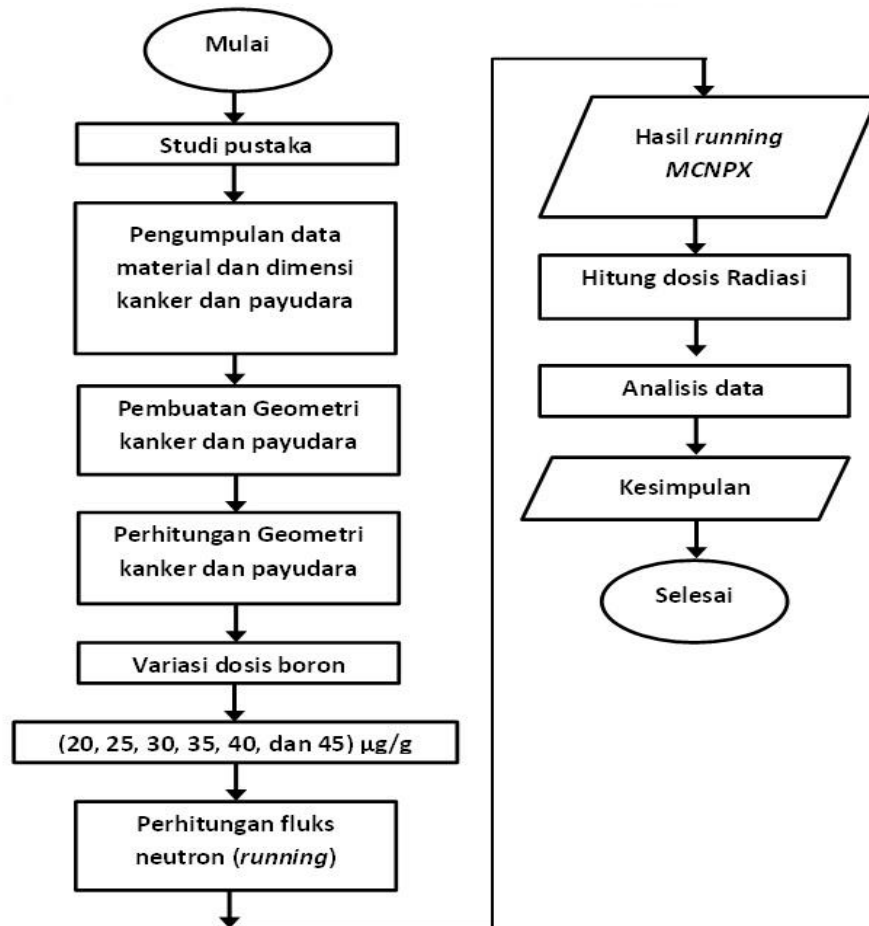 Mulai
Studi pustaka
Pengumpulan data
material dan dimensi
kanker dan payudara
Pembuatan Geometri
kanker dan payudara
Perhitungan Geometri
kanker dan payudara
Variasi dosis boron
(20, 25, 30, 35, 40, dan 45) µg/g
Perhitungan fluks
neutron (running)
Hasil running
MCNPX
Hitung dosis Radiasi
Analisis data
Kesimpulan
Selesai